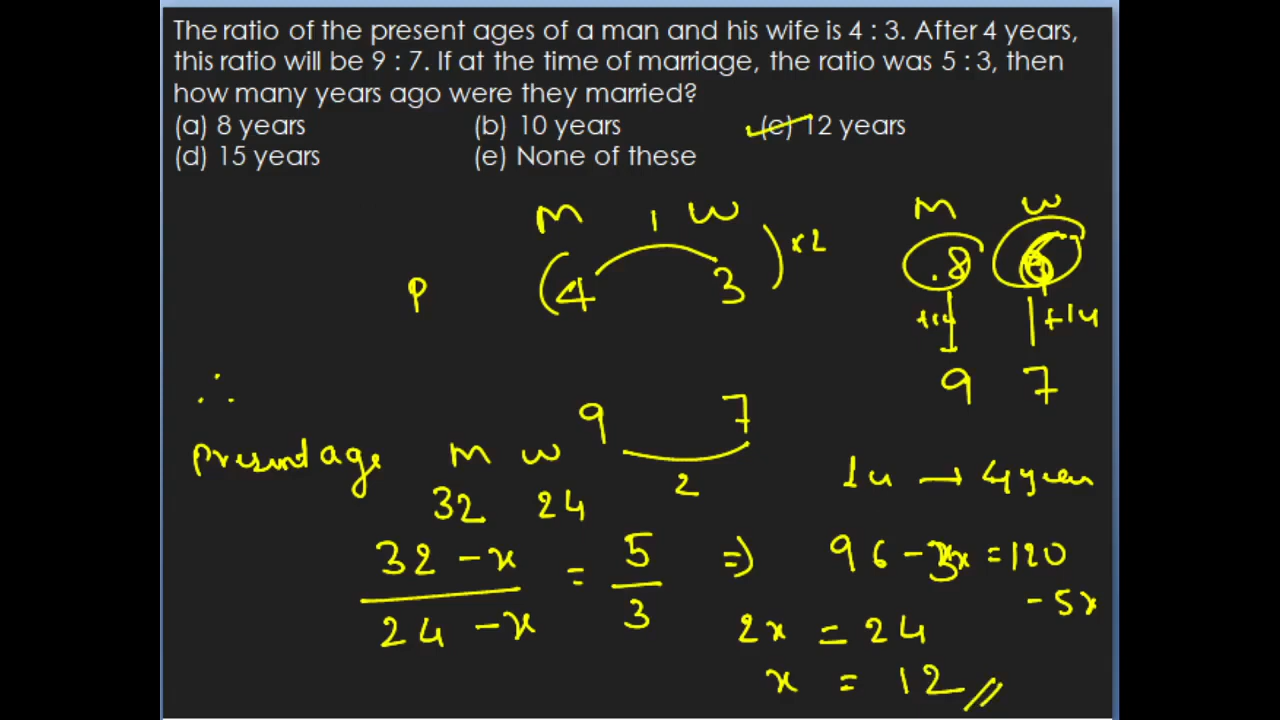 The ratio of the present ages of a man and his wife is 4 : 3. After 4 years,
this ratio will be 9 : 7. If at the time of marriage, the ratio was 5 : 3, then
how many years ago were they married?
(a) 8 years (b) 10 years (c) 12 years
(d) 15 years (e) None of these
M 1 W M W
P (4 3) x2 8 6
+1u +1u
9 7
∴ 9 7
2
present age M W 1u → 4 year
32 24
32 - x / 24 - x = 5 / 3 => 96 - 3x = 120
- 5x
2x = 24
x = 12 //